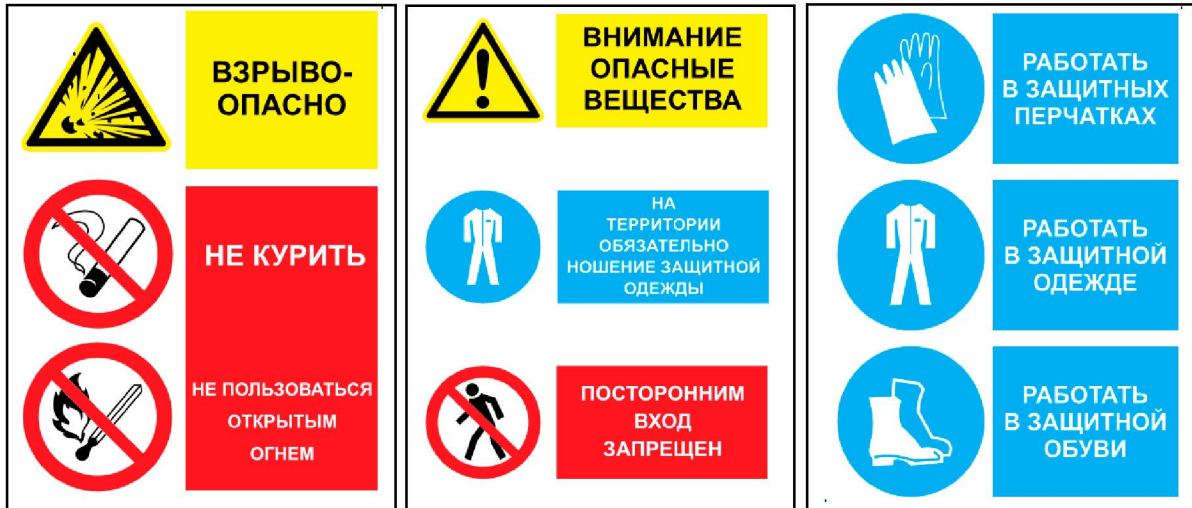 ВЗРЫВО-
ОПАСНО
НЕ КУРИТЬ
НЕ ПОЛЬЗОВАТЬСЯ
ОТКРЫТЫМ
ОГНЕМ
ВНИМАНИЕ
ОПАСНЫЕ
ВЕЩЕСТВА
НА
ТЕРРИТОРИИ
ОБЯЗАТЕЛЬНО
НОШЕНИЕ ЗАЩИТНОЙ
ОДЕЖДЫ
ПОСТОРОННИМ
ВХОД
ЗАПРЕЩЕН
РАБОТАТЬ
В ЗАЩИТНЫХ
ПЕРЧАТКАХ
РАБОТАТЬ
В ЗАЩИТНОЙ
ОДЕЖДЕ
РАБОТАТЬ
В ЗАЩИТНОЙ
ОБУВИ